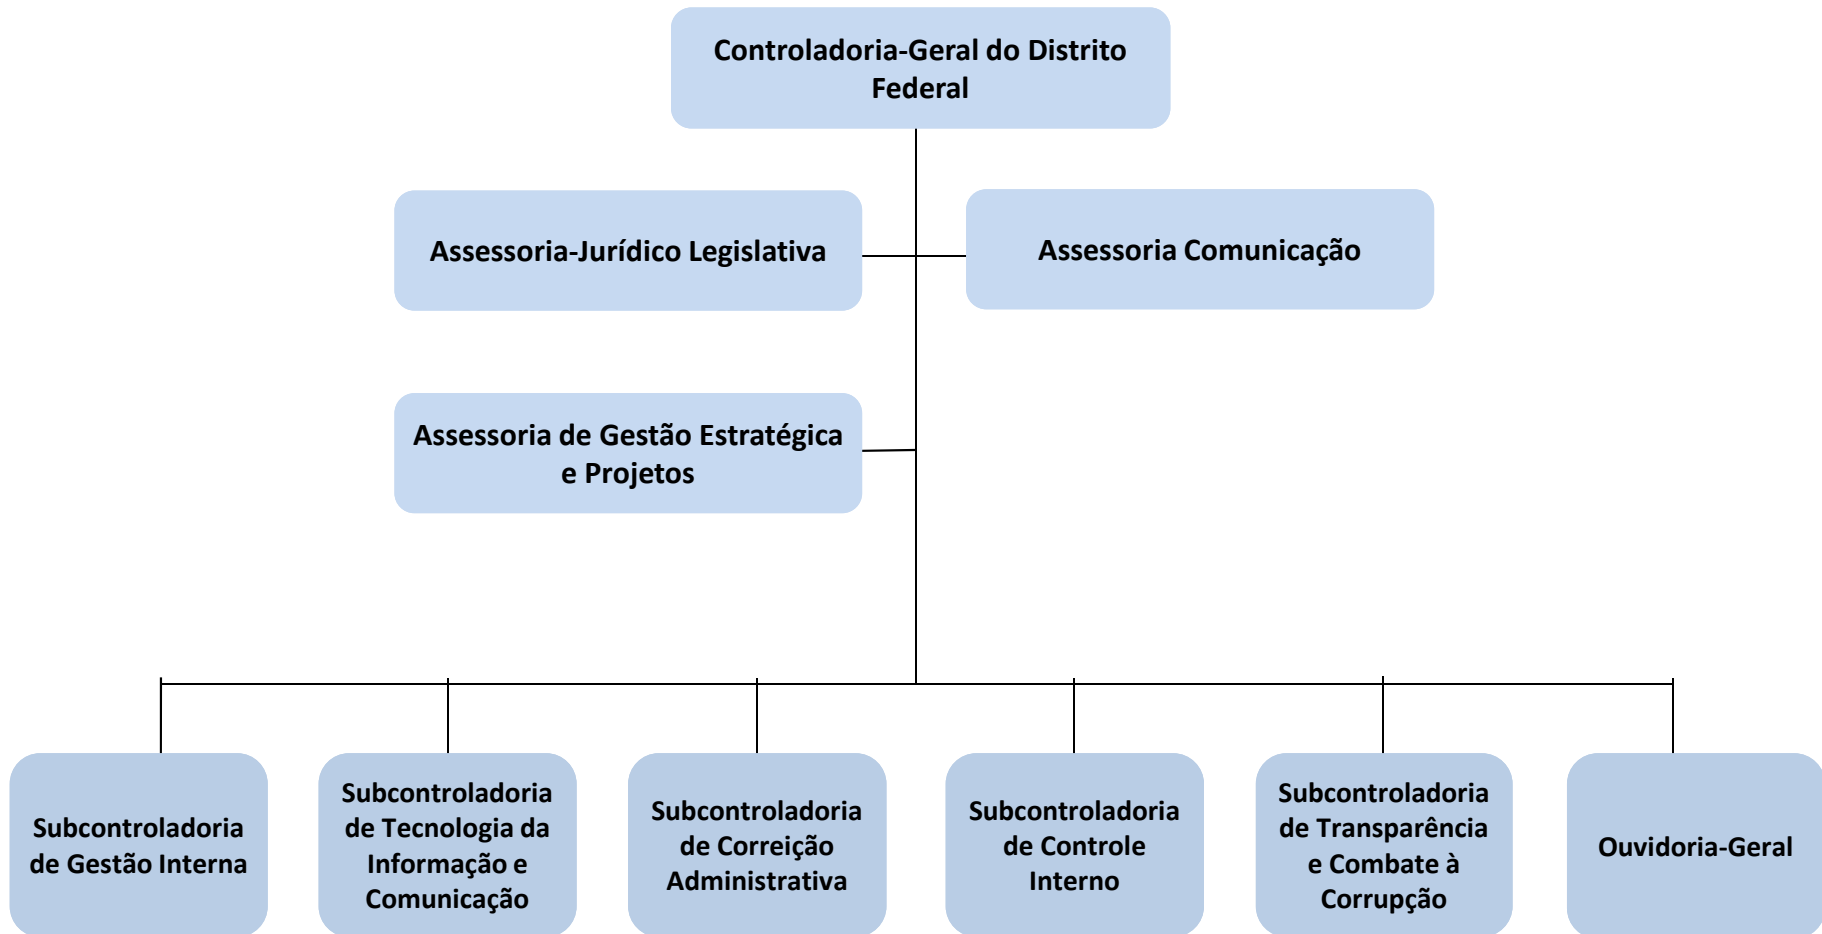 Controladoria-Geral do Distrito
Federal
Assessoria-Jurídico Legislativa
Assessoria Comunicação
Assessoria de Gestão Estratégica
e Projetos
Subcontroladoria
de Gestão Interna
Subcontroladoria
de Tecnologia da
Informação e
Comunicação
Subcontroladoria
de Correição
Administrativa
Subcontroladoria
de Controle
Interno
Subcontroladoria
de Transparência
e Combate à
Corrupção
Ouvidoria-Geral